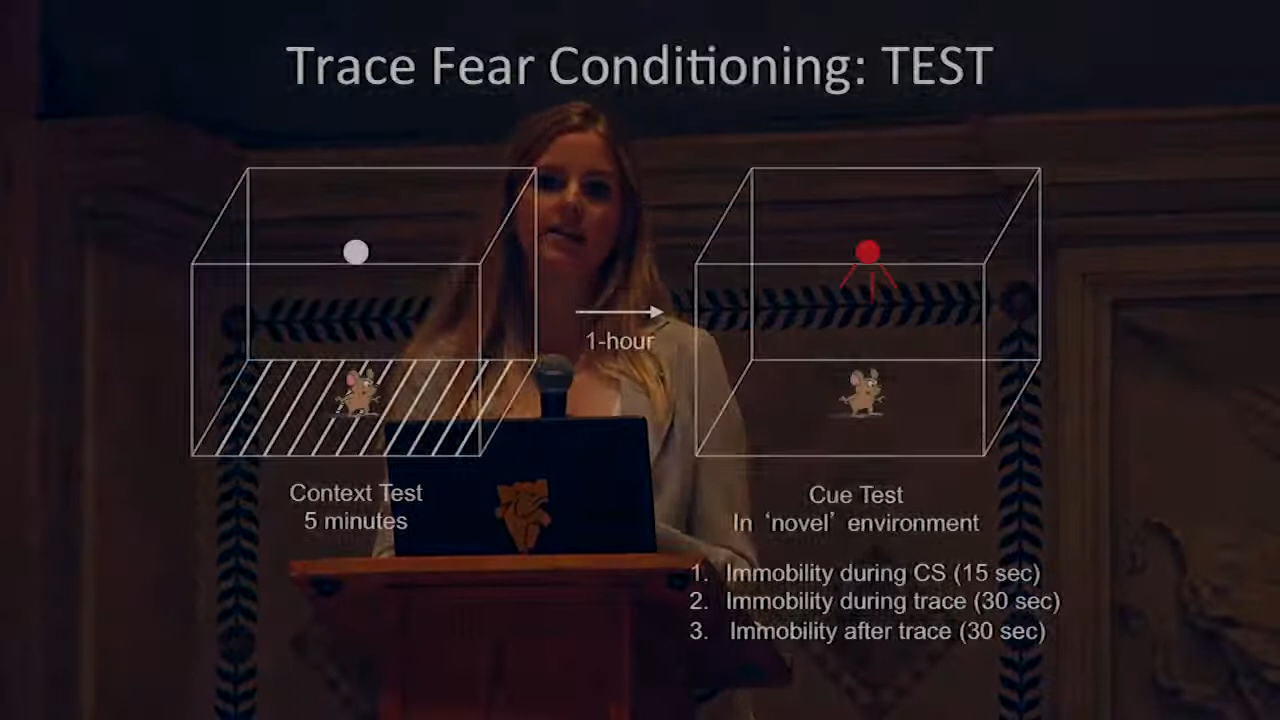 Trace Fear Conditioning: TEST
1-hour
Context Test
5 minutes
Cue Test
In ‘novel’ environment
1. Immobility during CS (15 sec)
2. Immobility during trace (30 sec)
3. Immobility after trace (30 sec)